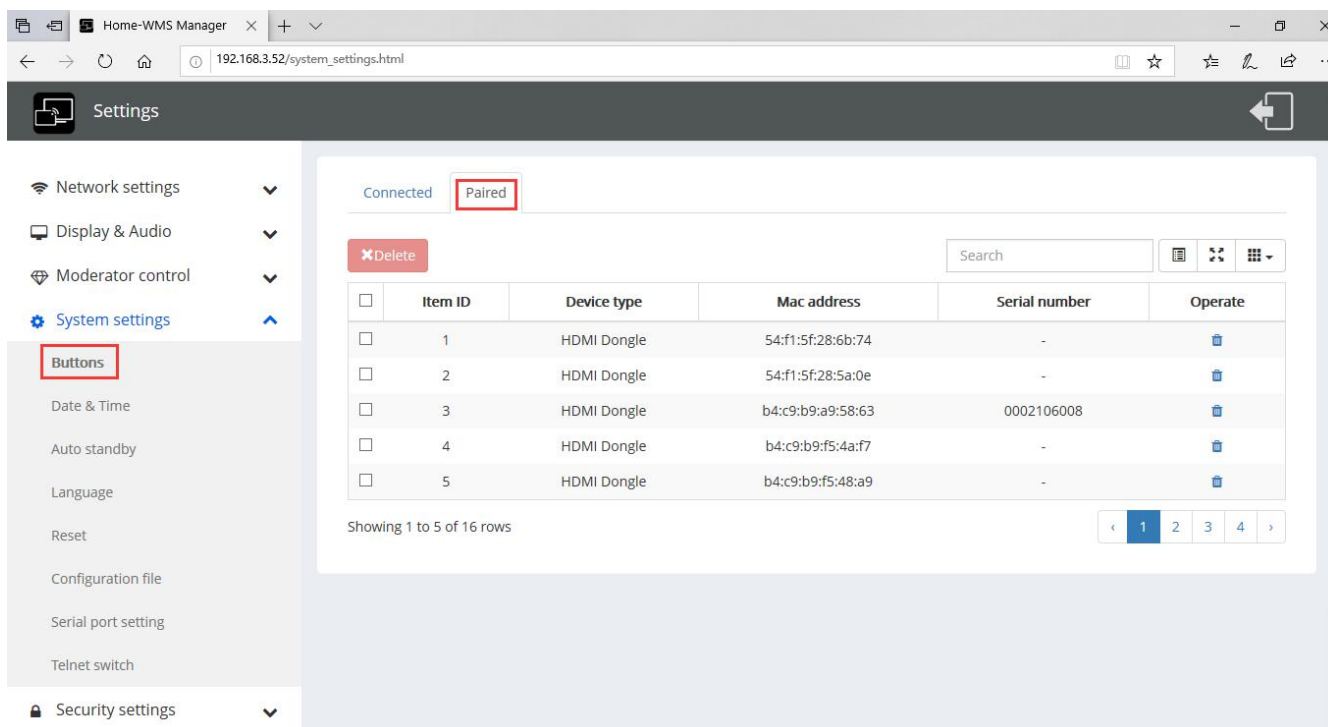 Home-WMS Manager
192.168.3.52/system_settings.html
Settings
Network settings
Display & Audio
Moderator control
System settings
Buttons
Date & Time
Auto standby
Language
Reset
Configuration file
Serial port setting
Telnet switch
Security settings
Connected Paired
Delete Search
Item ID Device type Mac address Serial number Operate
1 HDMI Dongle 54:f1:5f:28:6b:74 -
2 HDMI Dongle 54:f1:5f:28:5a:0e -
3 HDMI Dongle b4:c9:b9:a9:58:63 0002106008
4 HDMI Dongle b4:c9:b9:f5:4a:f7 -
5 HDMI Dongle b4:c9:b9:f5:48:a9 -
Showing 1 to 5 of 16 rows ‹ 1 2 3 4 ›